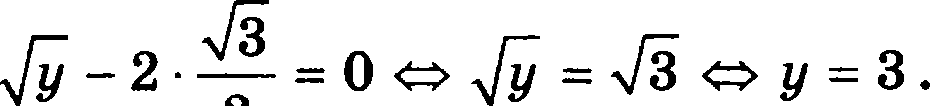 √y − 2 · √3/2 = 0 ⇔ √y = √3 ⇔ y = 3.